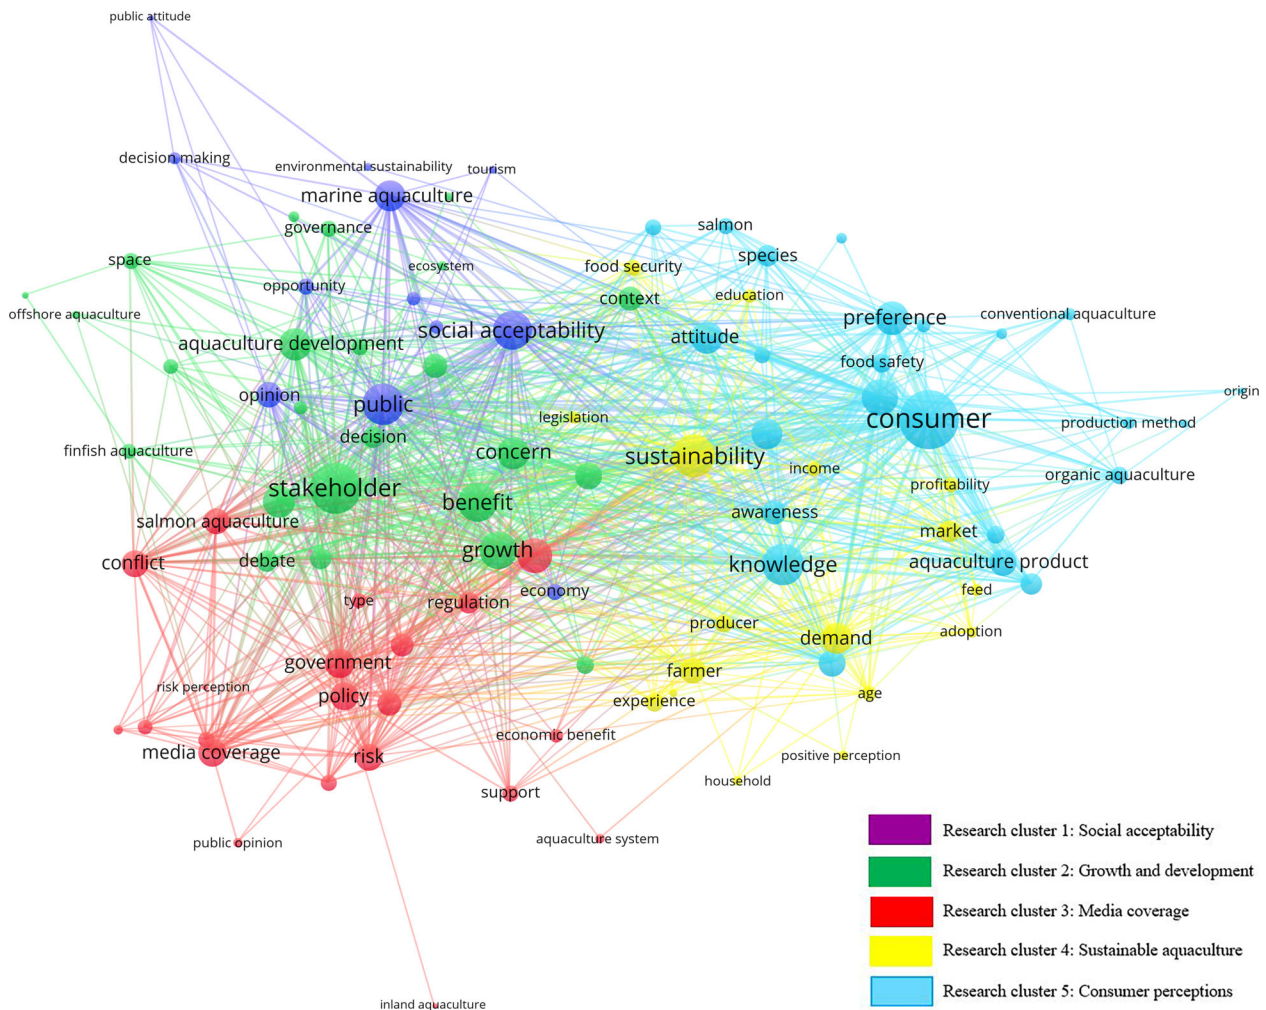 public attitude
decision making
environmental sustainability
tourism
marine aquaculture
governance
salmon
space
ecosystem
food security
species
opportunity
context
education
offshore aquaculture
aquaculture development
social acceptability
attitude
preference
conventional aquaculture
food safety
opinion
public
legislation
consumer
origin
production method
finfish aquaculture
decision
concern
sustainability
income
organic aquaculture
stakeholder
benefit
profitability
salmon aquaculture
awareness
market
conflict
debate
growth
knowledge
aquaculture product
economy
feed
type
regulation
producer
demand
adoption
government
farmer
risk perception
policy
experience
age
media coverage
risk
economic benefit
positive perception
household
support
public opinion
aquaculture system
inland aquaculture
Research cluster 1: Social acceptability
Research cluster 2: Growth and development
Research cluster 3: Media coverage
Research cluster 4: Sustainable aquaculture
Research cluster 5: Consumer perceptions